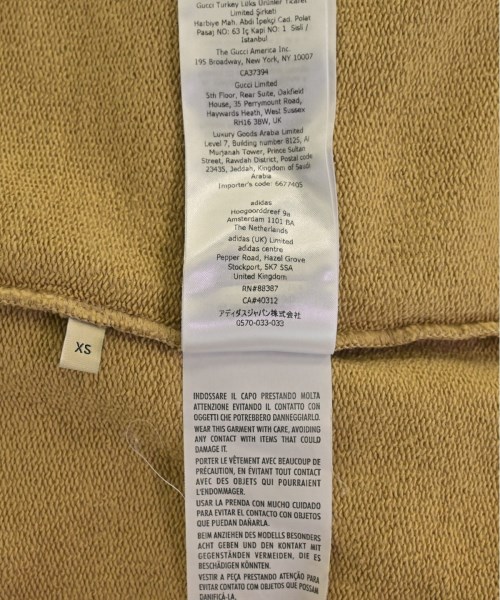 Gucci Turkey Lüks Ürünler Ticaret
Limited Şirketi
Harbiye Mah. Abdi İpekçi Cad. Polat
Pasaj NO: 63 İç Kapı NO: 1 Şişli /
Istanbul
The Gucci America Inc.
195 Broadway, New York, NY 10007
CA37394
Gucci Limited
5th Floor, Rear Suite, Oakfield
House, 35 Perrymount Road,
Haywards Heath, West Sussex
RH16 3BW, UK
Luxury Goods Arabia Limited
Level 7, Building number 8125, Al
Murjanah Tower, Prince Sultan
Street, Rawdah District, Postal code
23435, Jeddah, Kingdom of Saudi
Arabia
Importer's code: 6677405
adidas
Hoogoorddreef 9a
Amsterdam 1101 BA
The Netherlands
adidas (UK) Limited
adidas centre
Pepper Road, Hazel Grove
Stockport, SK7 5SA
United Kingdom
RN#88387
CA#40312
アディダスジャパン株式会社
0570-033-033
XS
INDOSSARE IL CAPO PRESTANDO MOLTA
ATTENZIONE EVITANDO IL CONTATTO CON
OGGETTI CHE POTREBBERO DANNEGGIARLO.
WEAR THIS GARMENT WITH CARE, AVOIDING
ANY CONTACT WITH ITEMS THAT COULD
DAMAGE IT.
PORTER LE VÊTEMENT AVEC BEAUCOUP DE
PRÉCAUTION, EN ÉVITANT TOUT CONTACT
AVEC DES OBJETS QUI POURRAIENT
L'ENDOMMAGER.
USAR LA PRENDA CON MUCHO CUIDADO
PARA EVITAR EL CONTACTO CON OBJETOS
QUE PUEDAN DAÑARLA.
BEIM ANZIEHEN DES MODELLS BESONDERS
ACHT GEBEN UND DEN KONTAKT MIT
GEGENSTÄNDEN VERMEIDEN, DIE ES
BESCHÄDIGEN KÖNNTEN.
VESTIR A PEÇA PRESTANDO ATENÇÃO PARA
EVITAR CONTATO COM OBJETOS QUE POSSAM
DANIFICÁ-LA.